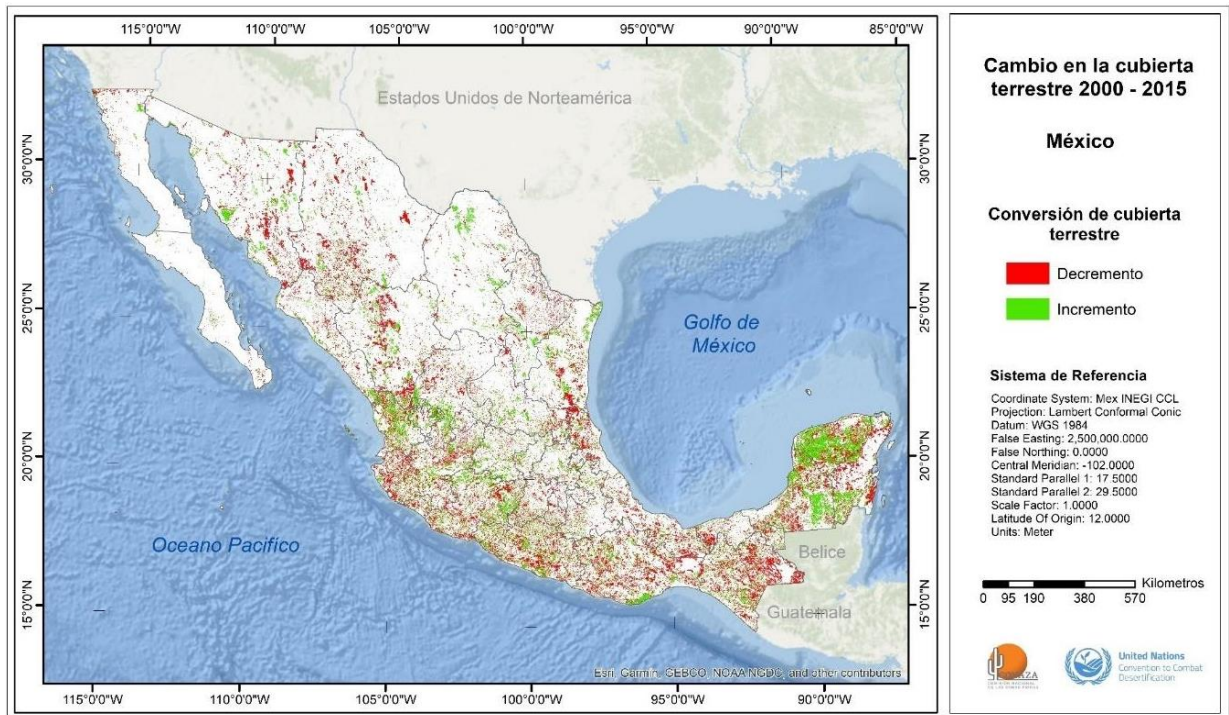 115°0'0"W 110°0'0"W 105°0'0"W 100°0'0"W 95°0'0"W 90°0'0"W 85°0'0"W
30°0'0"N
25°0'0"N
20°0'0"N
15°0'0"N
30°0'0"N
25°0'0"N
20°0'0"N
15°0'0"N
Estados Unidos de Norteamérica
Golfo de
México
Oceano Pacifico
Belice
Guatemala
Esri, Garmin, GEBCO, NOAA NGDC, and other contributors
115°0'0"W 110°0'0"W 105°0'0"W 100°0'0"W 95°0'0"W 90°0'0"W
Cambio en la cubierta
terrestre 2000 - 2015
México
Conversión de cubierta
terrestre
Decremento
Incremento
Sistema de Referencia
Coordinate System: Mex INEGI CCL
Projection: Lambert Conformal Conic
Datum: WGS 1984
False Easting: 2,500,000.0000
False Northing: 0.0000
Central Meridian: -102.0000
Standard Parallel 1: 17.5000
Standard Parallel 2: 29.5000
Scale Factor: 1.0000
Latitude Of Origin: 12.0000
Units: Meter
Kilometros
0 95 190 380 570
COMISIÓN NACIONAL
DE LAS ZONAS ÁRIDAS
United Nations
Convention to Combat
Desertification